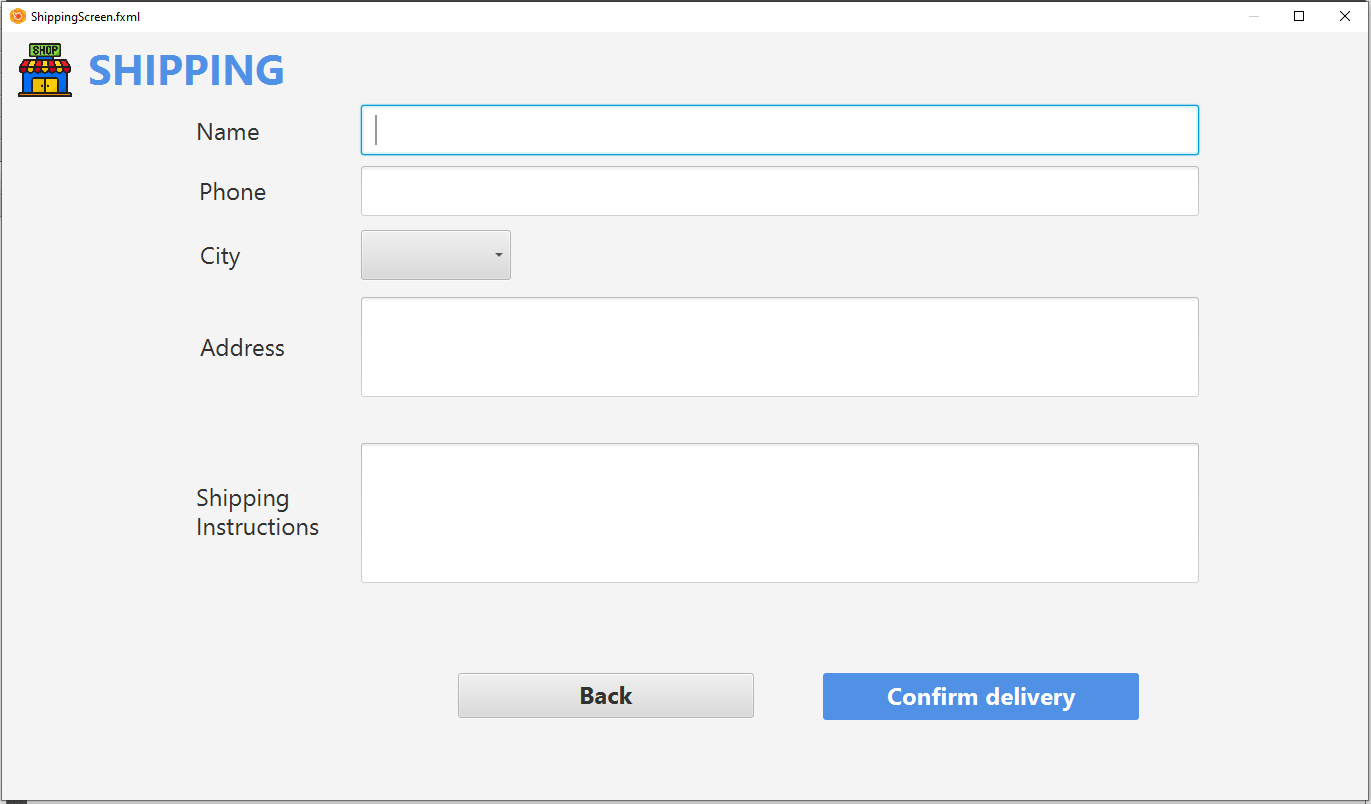 ShippingScreen.fxml
SHOP
SHIPPING
Name
Phone
City
Address
Shipping
Instructions
Back
Confirm delivery